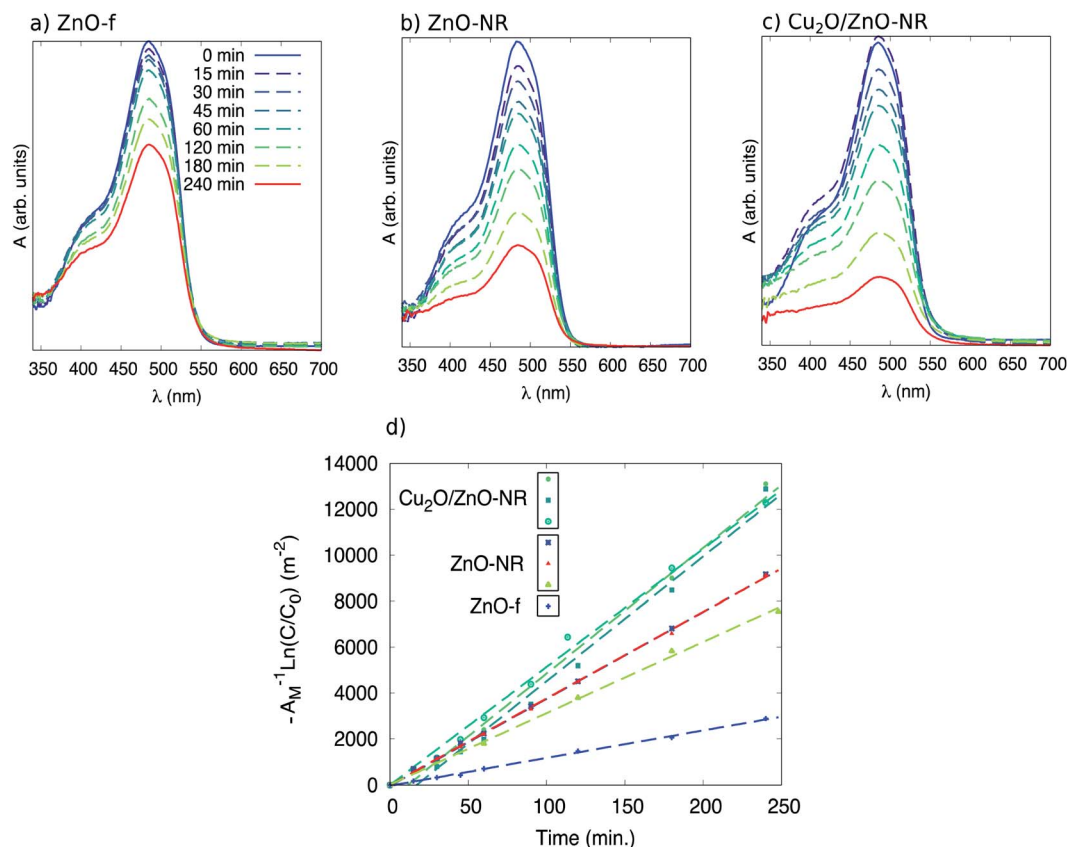 a) ZnO-f
b) ZnO-NR
c) Cu₂O/ZnO-NR
0 min
15 min
30 min
45 min
60 min
120 min
180 min
240 min
A (arb. units)
A (arb. units)
A (arb. units)
350 400 450 500 550 600 650 700
350 400 450 500 550 600 650 700
350 400 450 500 550 600 650 700
λ (nm)
λ (nm)
λ (nm)
d)
14000
12000
10000
8000
6000
4000
2000
0
Cu₂O/ZnO-NR
ZnO-NR
ZnO-f
-A_M⁻¹Ln(C/C₀) (m⁻²)
0 50 100 150 200 250
Time (min.)